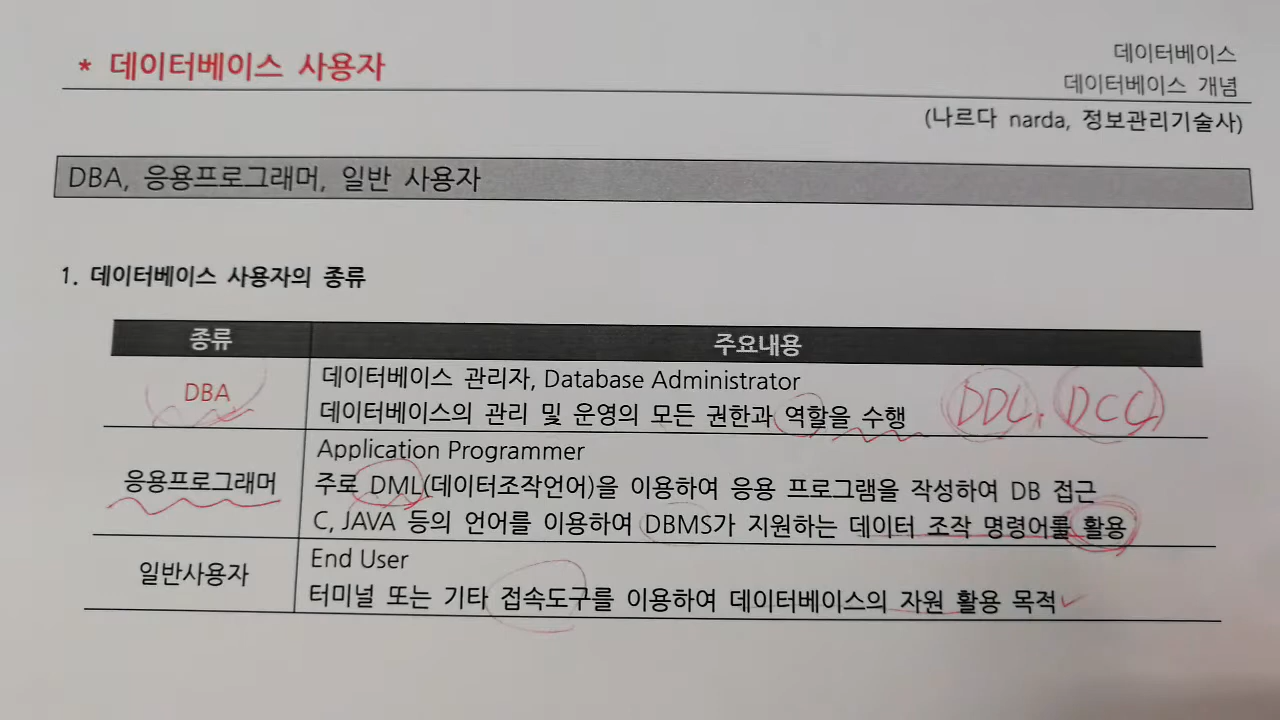 * 데이터베이스 사용자
데이터베이스
데이터베이스 개념
(나르다 narda, 정보관리기술사)
DBA, 응용프로그래머, 일반 사용자
1. 데이터베이스 사용자의 종류
종류 주요내용
DBA
데이터베이스 관리자, Database Administrator
데이터베이스의 관리 및 운영의 모든 권한과 역할을 수행
DDL, DCL
응용프로그래머
Application Programmer
주로 DML(데이터조작언어)을 이용하여 응용 프로그램을 작성하여 DB 접근
C, JAVA 등의 언어를 이용하여 DBMS가 지원하는 데이터 조작 명령어를 활용
일반사용자
End User
터미널 또는 기타 접속도구를 이용하여 데이터베이스의 자원 활용 목적